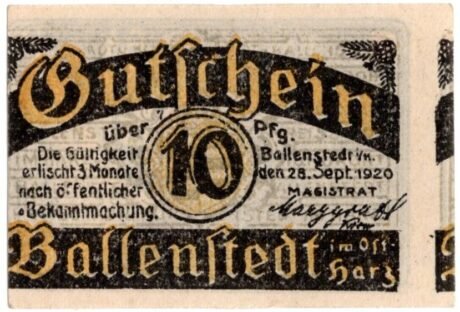 Gutschein
über 10 Pfg.
Die Gültigkeit
erlischt 3 Monate
nach öffentlicher
Bekanntmachung.
Ballenstedt /H.
den 28. Sept. 1920
MAGISTRAT
Ballenstedt im Ost-
Harz